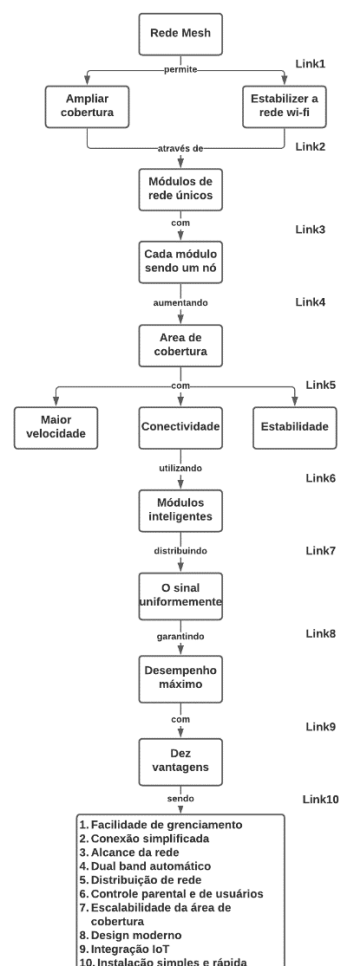 Rede Mesh
Link1
permite
Ampliar
cobertura
Estabilizer a
rede wi-fi
Link2
através de
Módulos de
rede únicos
com
Link3
Cada módulo
sendo um nó
Link4
aumentando
Area de
cobertura
Link5
com
Maior
velocidade
Conectividade
Estabilidade
utilizando
Link6
Módulos
inteligentes
distribuindo
Link7
O sinal
uniformemente
garantindo
Link8
Desempenho
máximo
com
Link9
Dez
vantagens
sendo
Link10
1. Facilidade de grenciamento
2. Conexão simplificada
3. Alcance da rede
4. Dual band automático
5. Distribuição de rede
6. Controle parental e de usuários
7. Escalabilidade da área de
cobertura
8. Design moderno
9. Integração IoT
10. Instalação simples e rápida